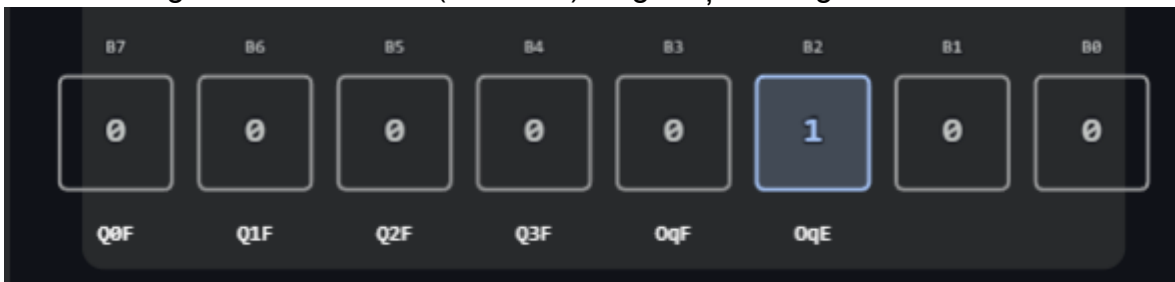 B7 B6 B5 B4 B3 B2 B1 B0
0 0 0 0 0 1 0 0
Q0F Q1F Q2F Q3F OqF OqE